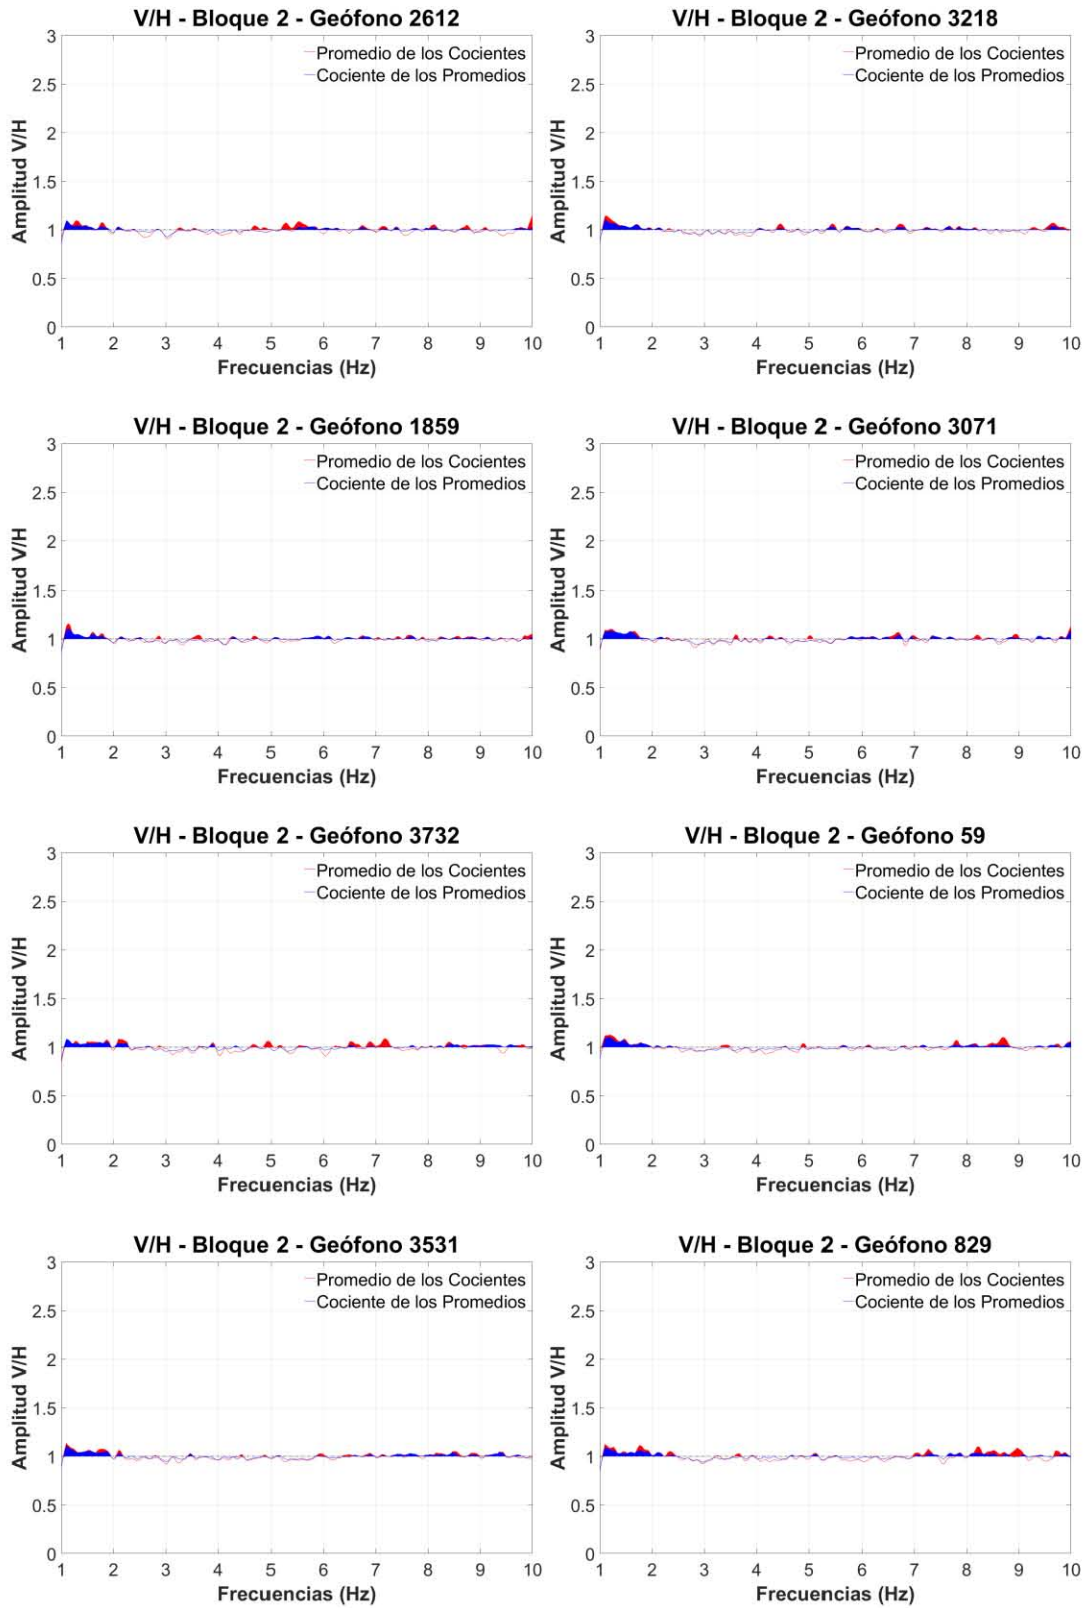 V/H - Bloque 2 - Geófono 2612
Promedio de los Cocientes
Cociente de los Promedios
3
2.5
2
1.5
1
0.5
0
Amplitud V/H
1 2 3 4 5 6 7 8 9 10
Frecuencias (Hz)
V/H - Bloque 2 - Geófono 3218
Promedio de los Cocientes
Cociente de los Promedios
3
2.5
2
1.5
1
0.5
0
Amplitud V/H
1 2 3 4 5 6 7 8 9 10
Frecuencias (Hz)
V/H - Bloque 2 - Geófono 1859
Promedio de los Cocientes
Cociente de los Promedios
3
2.5
2
1.5
1
0.5
0
Amplitud V/H
1 2 3 4 5 6 7 8 9 10
Frecuencias (Hz)
V/H - Bloque 2 - Geófono 3071
Promedio de los Cocientes
Cociente de los Promedios
3
2.5
2
1.5
1
0.5
0
Amplitud V/H
1 2 3 4 5 6 7 8 9 10
Frecuencias (Hz)
V/H - Bloque 2 - Geófono 3732
Promedio de los Cocientes
Cociente de los Promedios
3
2.5
2
1.5
1
0.5
0
Amplitud V/H
1 2 3 4 5 6 7 8 9 10
Frecuencias (Hz)
V/H - Bloque 2 - Geófono 59
Promedio de los Cocientes
Cociente de los Promedios
3
2.5
2
1.5
1
0.5
0
Amplitud V/H
1 2 3 4 5 6 7 8 9 10
Frecuencias (Hz)
V/H - Bloque 2 - Geófono 3531
Promedio de los Cocientes
Cociente de los Promedios
3
2.5
2
1.5
1
0.5
0
Amplitud V/H
1 2 3 4 5 6 7 8 9 10
Frecuencias (Hz)
V/H - Bloque 2 - Geófono 829
Promedio de los Cocientes
Cociente de los Promedios
3
2.5
2
1.5
1
0.5
0
Amplitud V/H
1 2 3 4 5 6 7 8 9 10
Frecuencias (Hz)